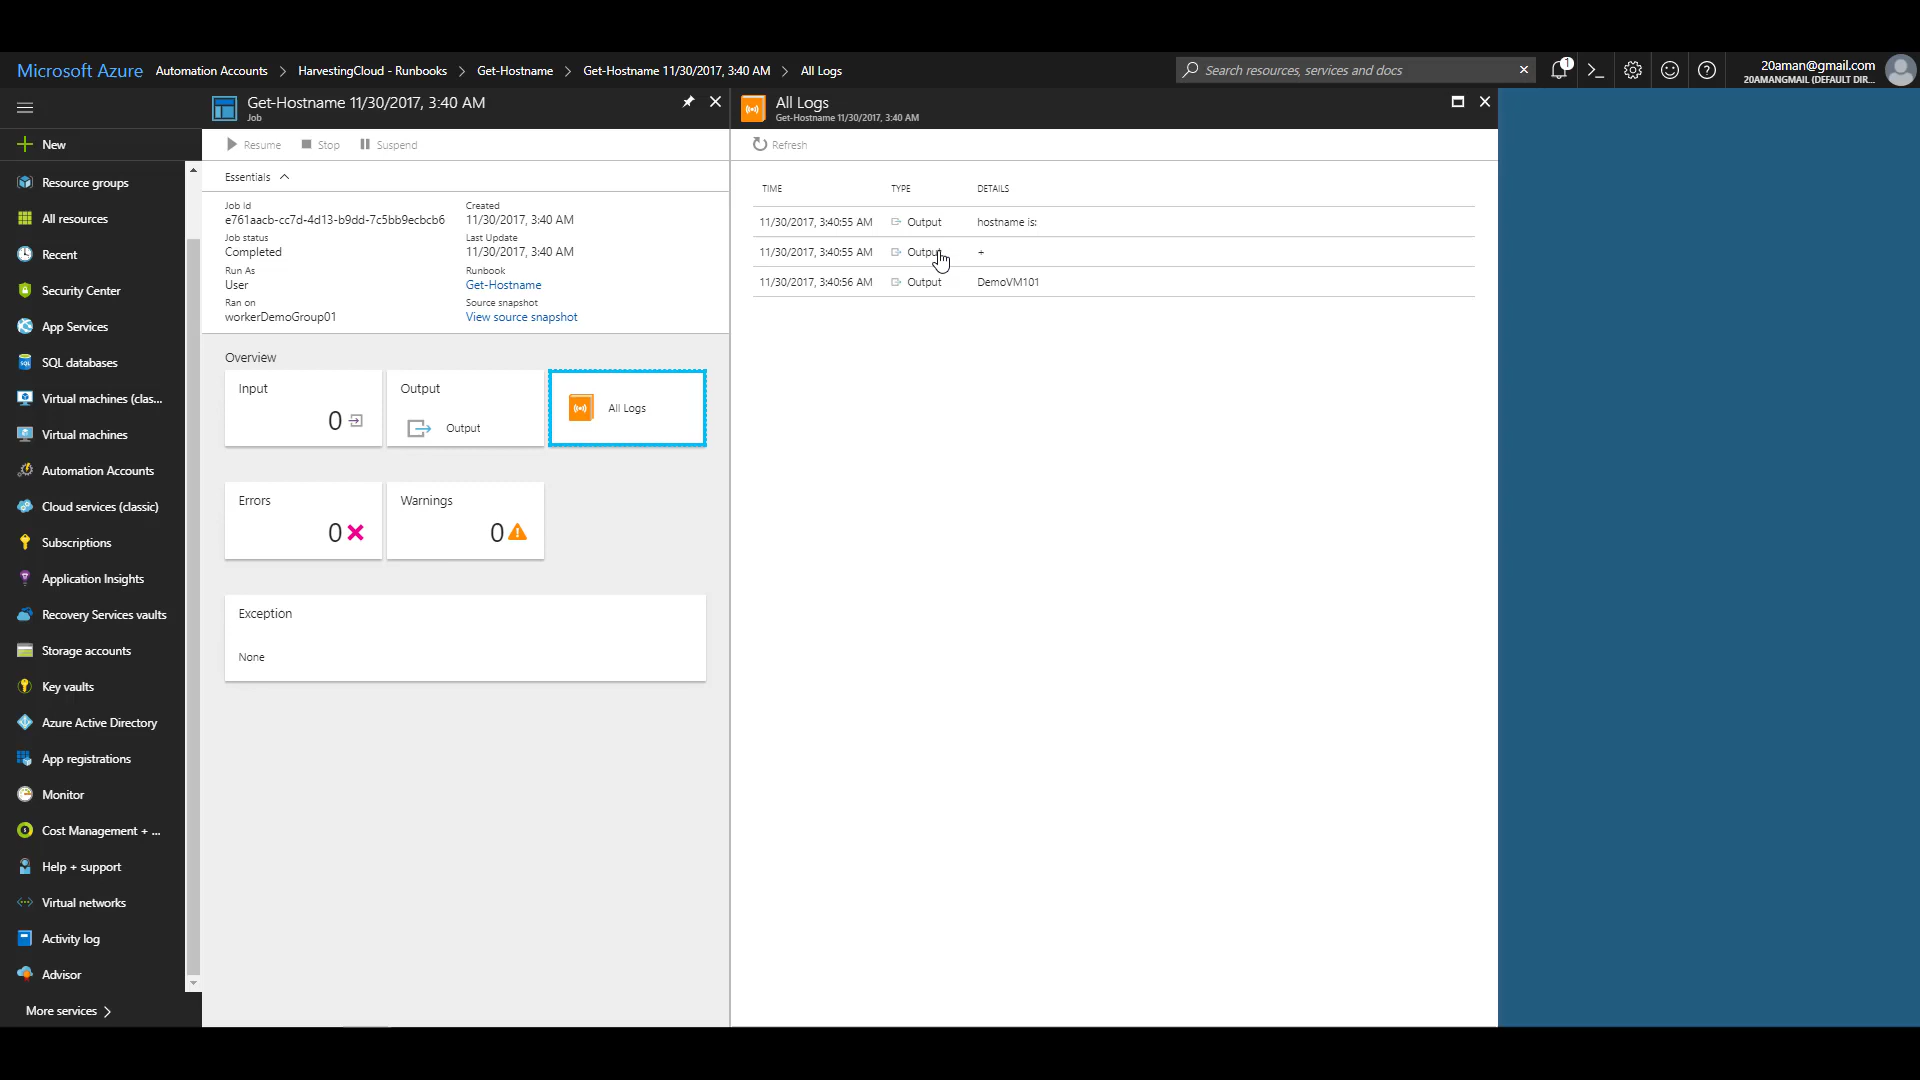 Microsoft Azure Automation Accounts > HarvestingCloud - Runbooks > Get-Hostname > Get-Hostname 11/30/2017, 3:40 AM > All Logs
Search resources, services and docs
1
20aman@gmail.com
20AMANGMAIL (DEFAULT DIR...
New
Resource groups
All resources
Recent
Security Center
App Services
SQL databases
Virtual machines (clas...
Virtual machines
Automation Accounts
Cloud services (classic)
Subscriptions
Application Insights
Recovery Services vaults
Storage accounts
Key vaults
Azure Active Directory
App registrations
Monitor
Cost Management + ...
Help + support
Virtual networks
Activity log
Advisor
More services >
Get-Hostname 11/30/2017, 3:40 AM
Job
Resume Stop Suspend
Essentials
Job Id
e761aacb-cc7d-4d13-b9dd-7c5bb9ecbcb6
Created
11/30/2017, 3:40 AM
Job status
Completed
Last Update
11/30/2017, 3:40 AM
Run As
User
Runbook
Get-Hostname
Ran on
workerDemoGroup01
Source snapshot
View source snapshot
Overview
Input
0
Output
Output
All Logs
Errors
0
Warnings
0
Exception
None
All Logs
Get-Hostname 11/30/2017, 3:40 AM
Refresh
TIME TYPE DETAILS
11/30/2017, 3:40:55 AM Output hostname is:
11/30/2017, 3:40:55 AM Output +
11/30/2017, 3:40:56 AM Output DemoVM101